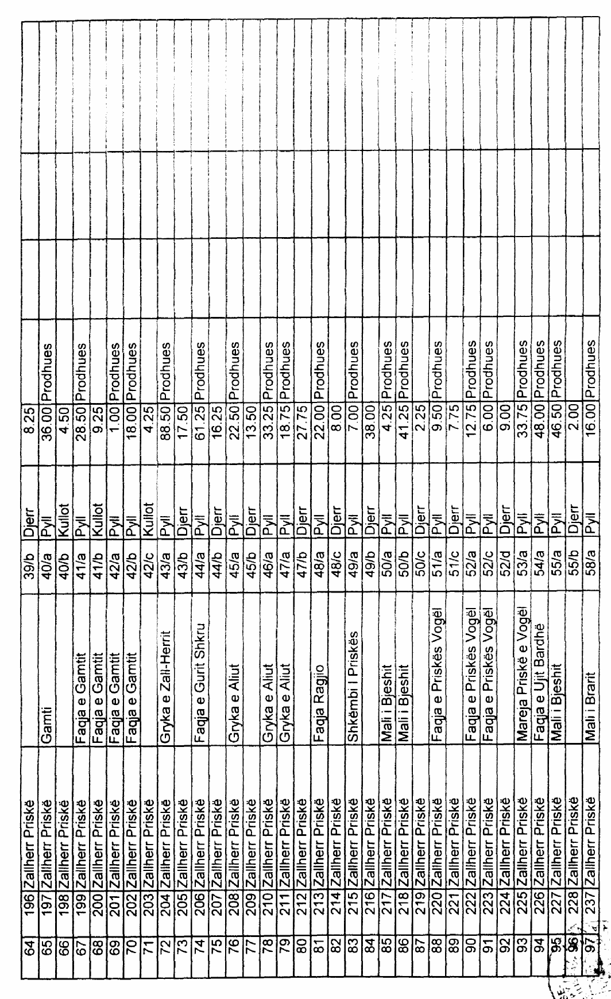 64 196 Zallherr Priskë 39/b Djerr 8.25
65 197 Zallherr Priskë Gamti 40/a Pyll 36.00 Prodhues
66 198 Zallherr Priskë 40/b Kullot 4.50
67 199 Zallherr Priskë Faqja e Gamtit 41/a Pyll 28.50 Prodhues
68 200 Zallherr Priskë Faqja e Gamtit 41/b Kullot 9.25
69 201 Zallherr Priskë Faqja e Gamtit 42/a Pyll 1.00 Prodhues
70 202 Zallherr Priskë Faqja e Gamtit 42/b Pyll 18.00 Prodhues
71 203 Zallherr Priskë 42/c Kullot 4.25
72 204 Zallherr Priskë Gryka e Zall-Herrit 43/a Pyll 88.50 Prodhues
73 205 Zallherr Priskë 43/b Djerr 17.50
74 206 Zallherr Priskë Faqja e Gurit Shkru 44/a Pyll 61.25 Prodhues
75 207 Zallherr Priskë 44/b Djerr 16.25
76 208 Zallherr Priskë Gryka e Aliut 45/a Pyll 22.50 Prodhues
77 209 Zallherr Priskë 45/b Djerr 13.50
78 210 Zallherr Priskë Gryka e Aliut 46/a Pyll 33.25 Prodhues
79 211 Zallherr Priskë Gryka e Aliut 47/a Pyll 18.75 Prodhues
80 212 Zallherr Priskë 47/b Djerr 27.75
81 213 Zallherr Priskë Faqja Ragjio 48/a Pyll 22.00 Prodhues
82 214 Zallherr Priskë 48/c Djerr 8.00
83 215 Zallherr Priskë Shkëmbi I Priskës 49/a Pyll 7.00 Prodhues
84 216 Zallherr Priskë 49/b Djerr 38.00
85 217 Zallherr Priskë Mali i Bjeshit 50/a Pyll 4.25 Prodhues
86 218 Zallherr Priskë Mali i Bjeshit 50/b Pyll 41.25 Prodhues
87 219 Zallherr Priskë 50/c Djerr 2.25
88 220 Zallherr Priskë Faqja e Priskës Vogël 51/a Pyll 9.50 Prodhues
89 221 Zallherr Priskë 51/c Djerr 7.75
90 222 Zallherr Priskë Faqja e Priskës Vogël 52/a Pyll 12.75 Prodhues
91 223 Zallherr Priskë Faqja e Priskës Vogël 52/c Pyll 6.00 Prodhues
92 224 Zallherr Priskë 52/d Djerr 9.00
93 225 Zallherr Priskë Mareja Priskë e Vogël 53/a Pyll 33.75 Prodhues
94 226 Zallherr Priskë Faqja e Ujit Bardhë 54/a Pyll 48.00 Prodhues
95 227 Zallherr Priskë Mali i Bjeshit 55/a Pyll 46.50 Prodhues
96 228 Zallherr Priskë 55/b Djerr 2.00
97 237 Zallherr Priskë Mali i Brarit 58/a Pyll 16.00 Prodhues